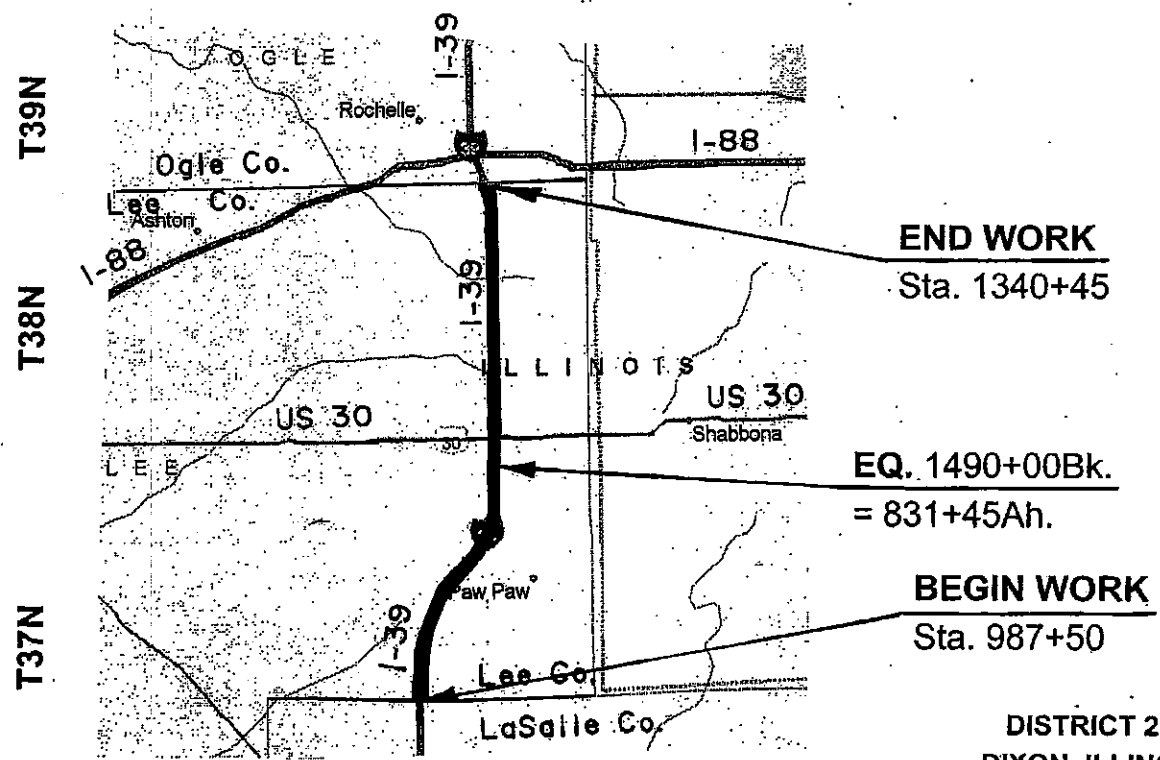 I-39
T39N
OGLE
Rochelle
I-88
Ogle Co.
Lee Co.
Ashton
I-88
END WORK
Sta. 1340+45
I-39
T38N
ILLINOIS
US 30
US 30
30
Shabbona
LEE
EQ. 1490+00Bk.
= 831+45Ah.
Paw Paw
BEGIN WORK
Sta. 987+50
T37N
I-39
Lee Co.
LaSalle Co.
DISTRICT 2
DIXON, ILLINO